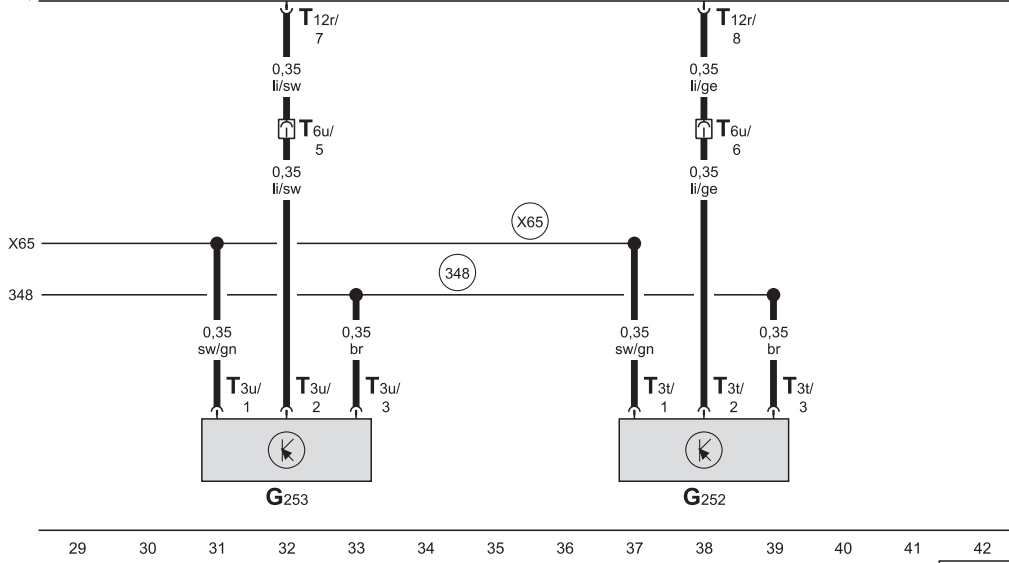 T12r/
7
T12r/
8
0,35
li/sw
0,35
li/ge
T6u/
5
T6u/
6
0,35
li/sw
0,35
li/ge
X65
X65
348
348
0,35
sw/gn
0,35
br
0,35
sw/gn
0,35
br
T3u/
1
T3u/
2
T3u/
3
T3t/
1
T3t/
2
T3t/
3
G253
G252
29 30 31 32 33 34 35 36 37 38 39 40 41 42